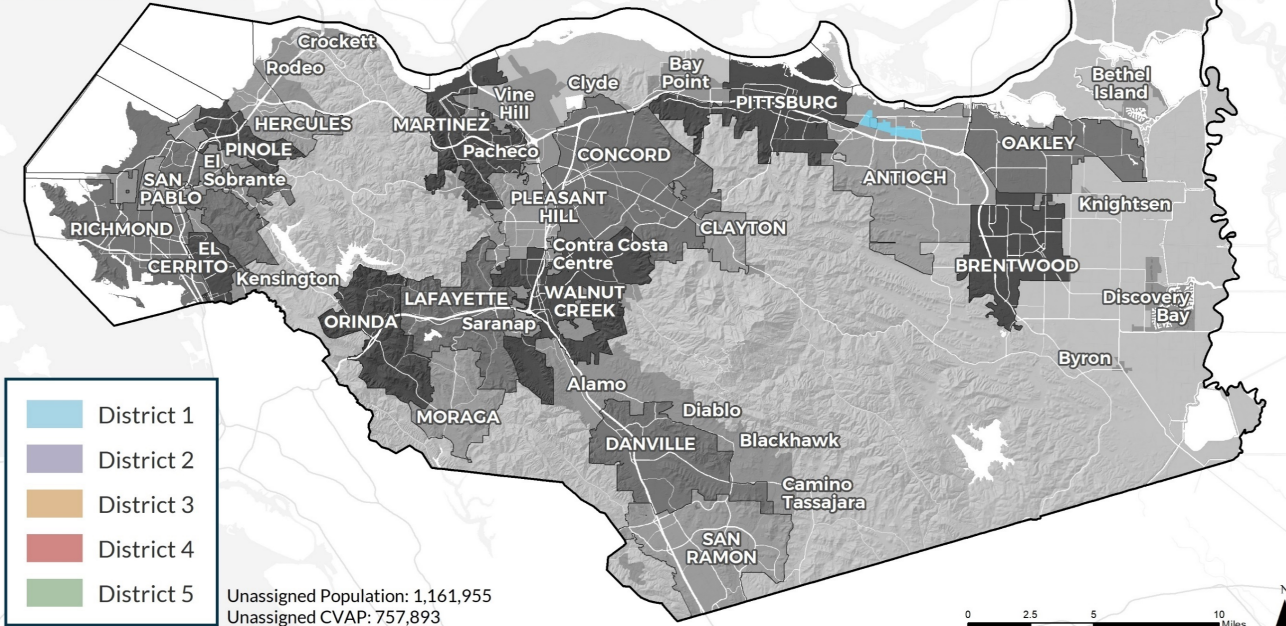 Crockett
Rodeo
HERCULES
PINOLE
El
Sobrante
SAN
PABLO
RICHMOND
EL
CERRITO
Kensington
MARTINEZ
Vine
Hill
Pacheco
Clyde
Bay
Point
PITTSBURG
CONCORD
PLEASANT
HILL
CLAYTON
Contra Costa
Centre
WALNUT
CREEK
LAFAYETTE
Saranap
ORINDA
MORAGA
Alamo
Diablo
DANVILLE
Blackhawk
Camino
Tassajara
SAN
RAMON
ANTIOCH
OAKLEY
Bethel
Island
Knightsen
BRENTWOOD
Discovery
Bay
Byron
District 1
District 2
District 3
District 4
District 5
Unassigned Population: 1,161,955
Unassigned CVAP: 757,893
0 2.5 5 10
Miles
N